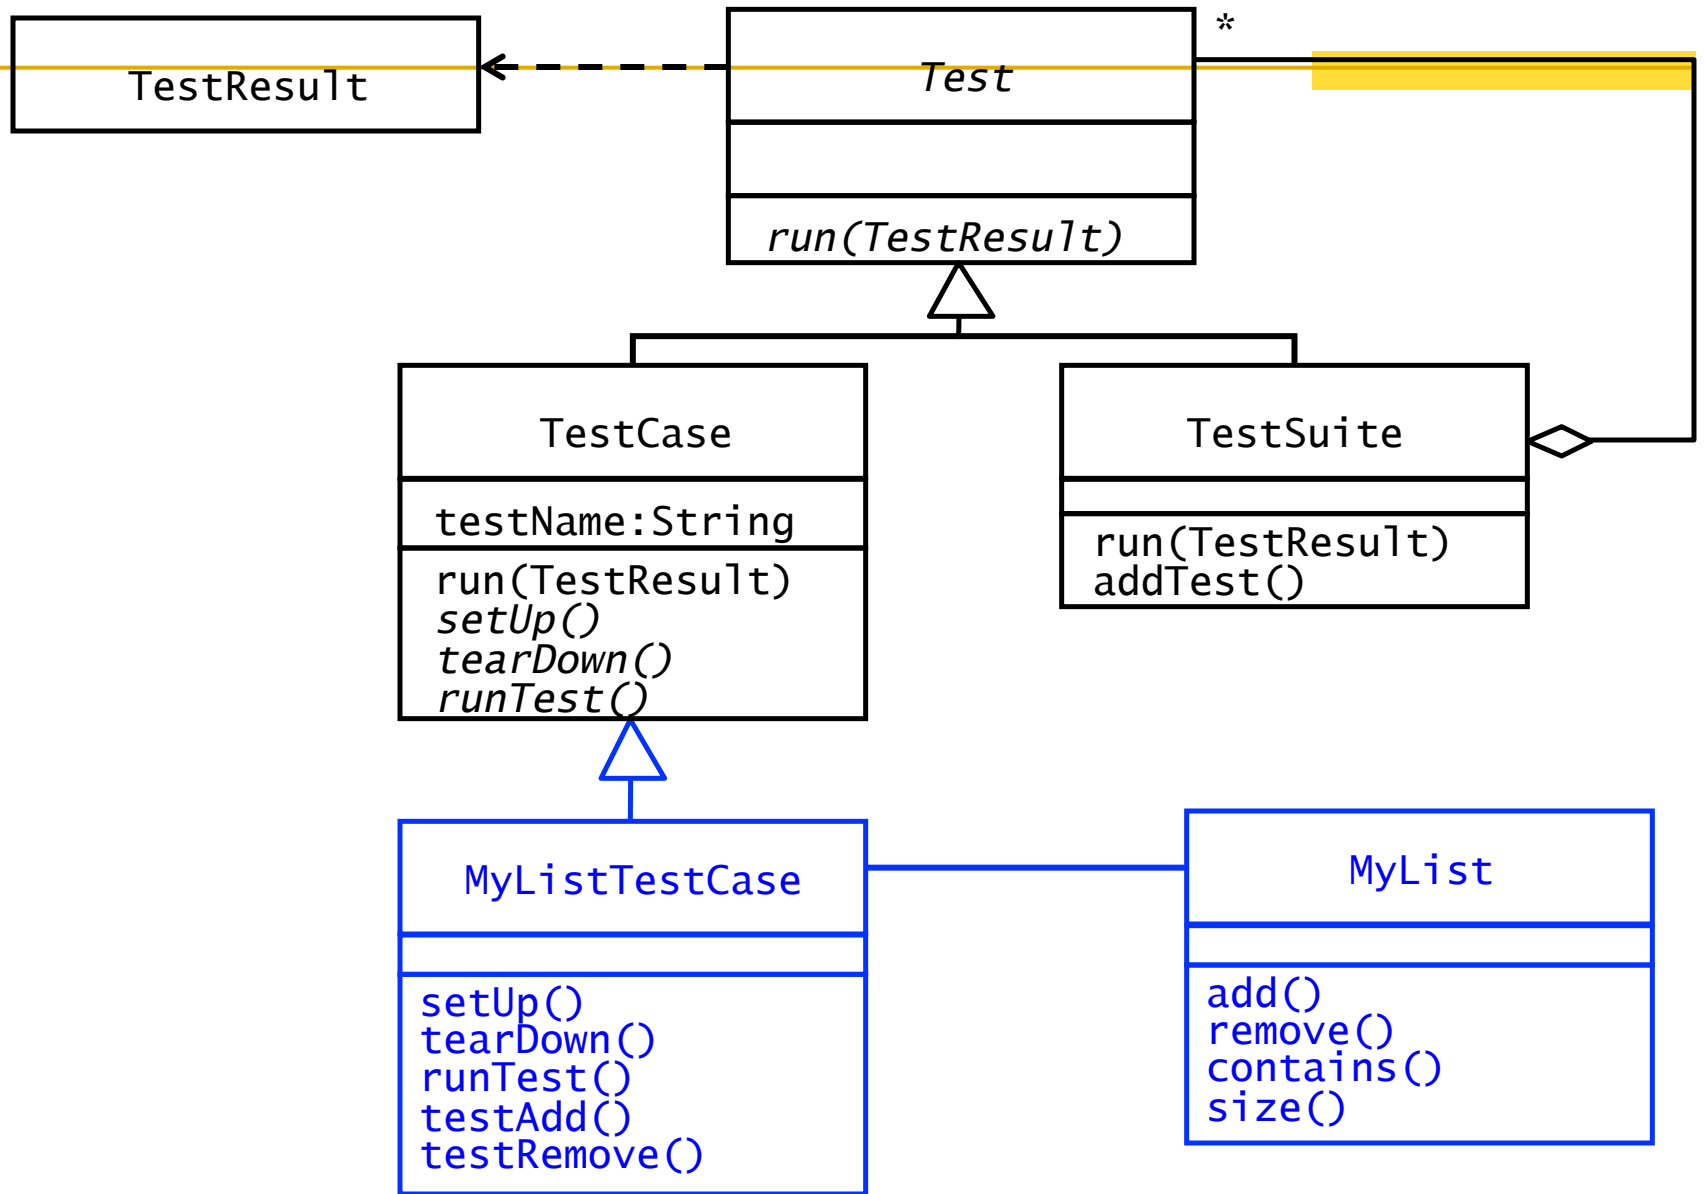 TestResult
Test
*
run(TestResult)
TestCase
testName:String
run(TestResult)
setUp()
tearDown()
runTest()
TestSuite
run(TestResult)
addTest()
MyListTestCase
setUp()
tearDown()
runTest()
testAdd()
testRemove()
MyList
add()
remove()
contains()
size()